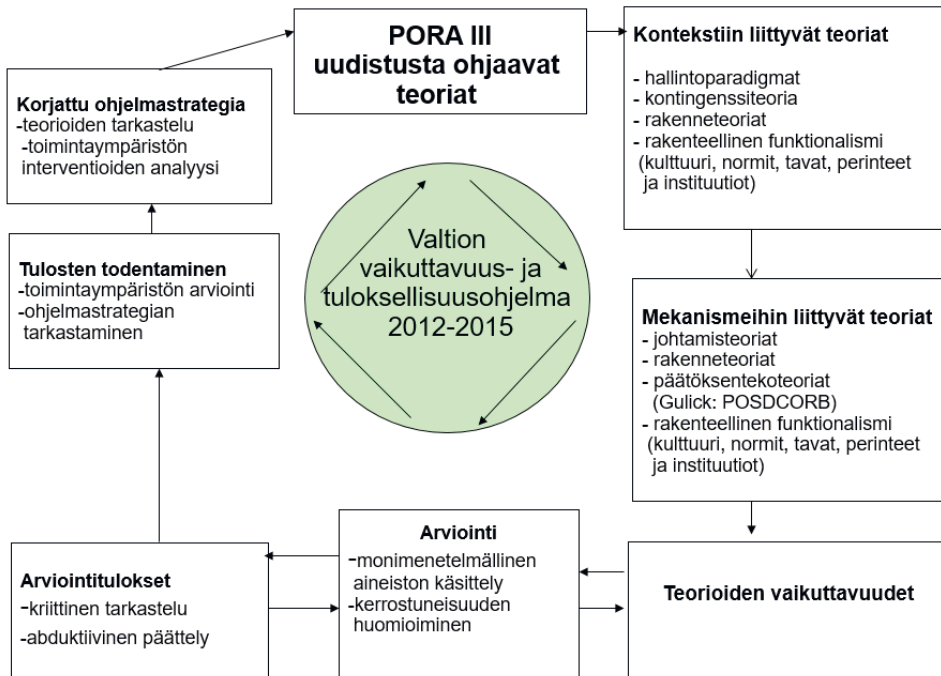 PORA III
uudistusta ohjaavat
teoriat
Kontekstiin liittyvät teoriat
- hallintoparadigmat
- kontingenssiteoria
- rakenneteoriat
- rakenteellinen funktionalismi
(kulttuuri, normit, tavat, perinteet
ja instituutiot)
Mekanismeihin liittyvät teoriat
- johtamisteoriat
- rakenneteoriat
- päätöksentekoteoriat
(Gulick: POSDCORB)
- rakenteellinen funktionalismi
(kulttuuri, normit, tavat, perinteet
ja instituutiot)
Teorioiden vaikuttavuudet
Arviointi
-monimenetelmällinen
aineiston käsittely
-kerrostuneisuuden
huomioiminen
Arviointitulokset
-kriittinen tarkastelu
-abduktiivinen päättely
Tulosten todentaminen
-toimintaympäristön arviointi
-ohjelmastrategian
tarkastaminen
Korjattu ohjelmastrategia
-teorioiden tarkastelu
-toimintaympäristön
interventioiden analyysi
Valtion
vaikuttavuus- ja
tuloksellisuusohjelma
2012-2015